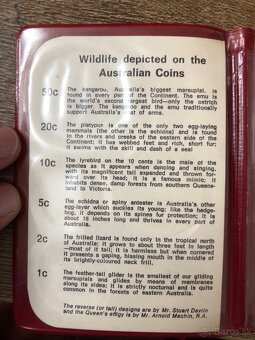 Wildlife depicted on the
Australian Coins
50c
The kangaroo, Australia's biggest marsupial, is
found in every part of the Continent. The emu is
the world's second largest bird—only the ostrich
is bigger. The kangaroo and the emu traditionally
support Australia's coat of arms.
20c
The platypus is one of the only two egg-laying
mammals (the other is the echidna) and is found
in the rivers and creeks of the eastern side of the
Continent. It has webbed feet and short, rich fur;
it swims with the skill and dash of a seal.
10c
The lyrebird on the 10 cents is the male of the
species as it appears when dancing and singing,
with its magnificent tail expanded and thrown for-
ward over its head; it is a famous mimic; it
inhabits dense, damp forests from southern Queens-
land to Victoria.
5c
The echidna or spiny anteater is Australia's other
egg-layer which suckles its young; like the hedge-
hog, it depends on its spines for protection; it is
about 18 inches long and thrives in every part of
Australia.
2c
The frilled lizard is found only in the tropical north
of Australia; it grows to about three feet in length
—most of it tail; it is harmless but when cornered
it presents a gaping, hissing mouth in the middle of
its brightly-coloured neck frill.
1c
The feather-tail glider is the smallest of our gliding
marsupials and glides by means of membranes
along its sides; it is strictly nocturnal and is quite
common in the forests of eastern Australia.
The reverse (or tail) designs are by Mr. Stuart Devlin
and the Queen's effigy is by Mr. Arnold Machin, R.A.